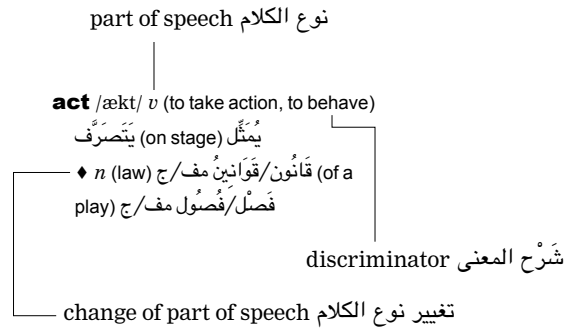 part of speech نوع الكلام
act /ækt/ v (to take action, to behave)
يُمَثِّل (on stage) يَتَصَرَّف
♦ n (law) قَانُون/قَوَانِينُ مف/ج (of a
play) فَصْل/فُصُول مف/ج
discriminator شَرْح المعنى
change of part of speech تغيير نوع الكلام